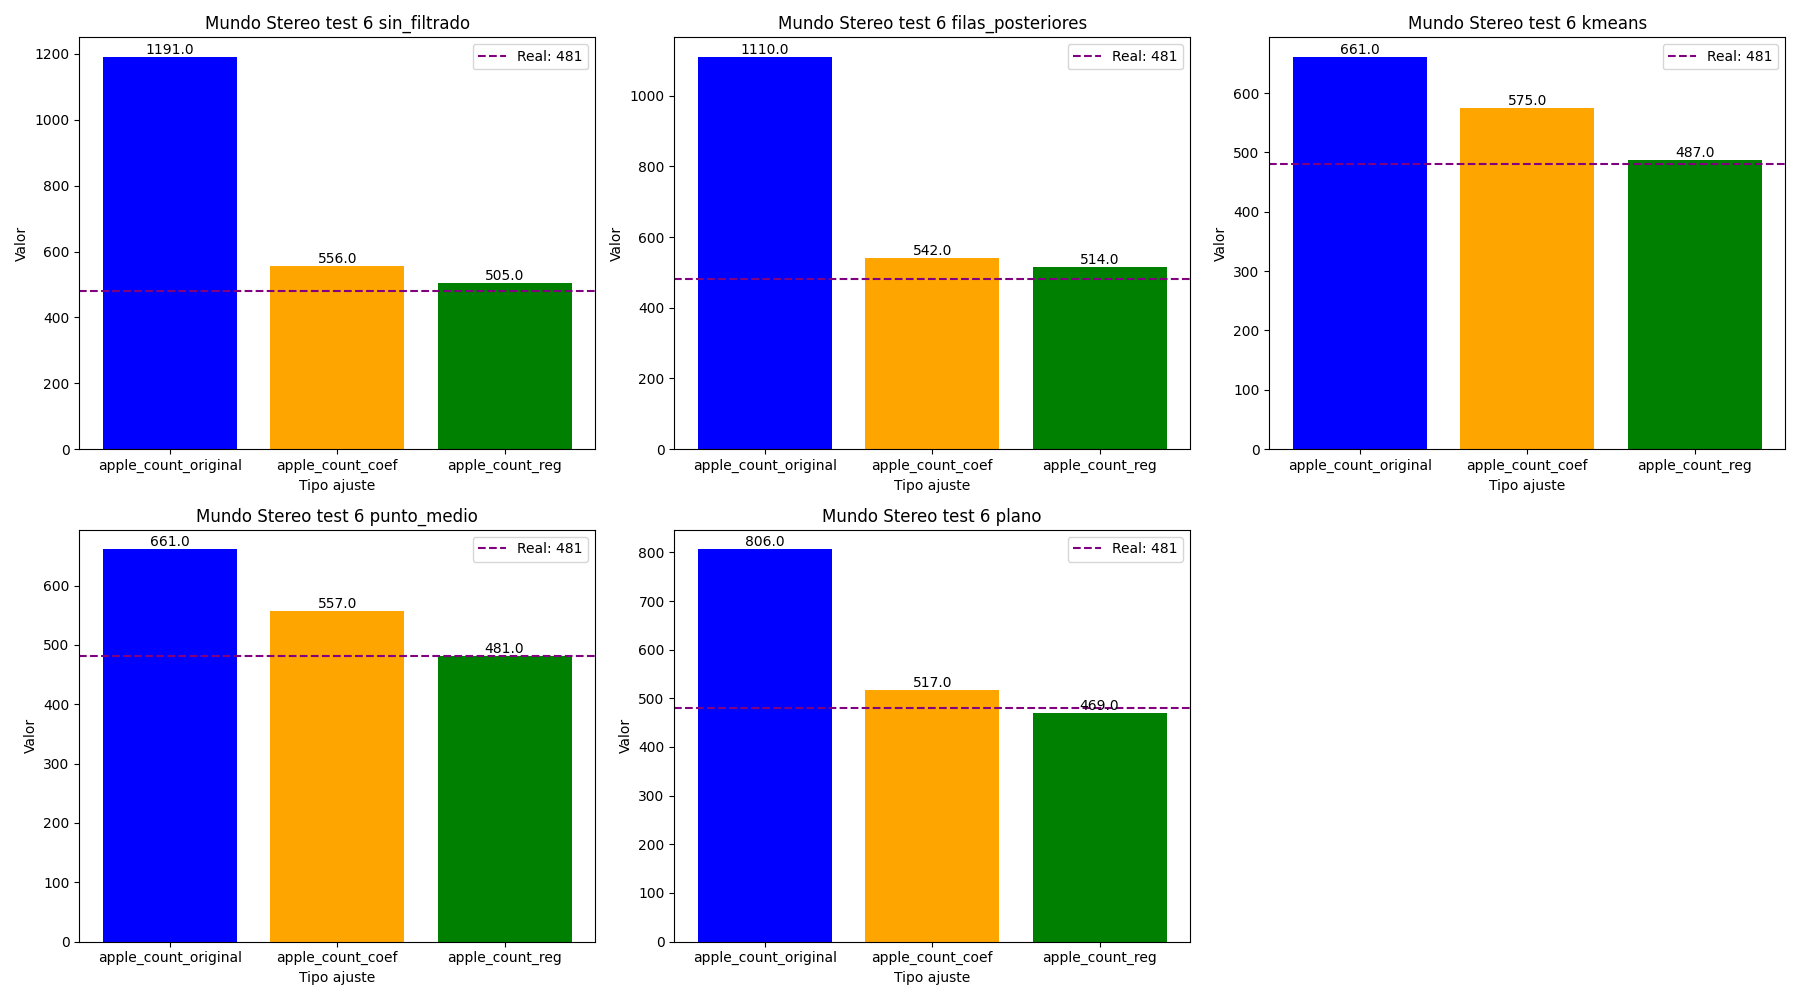 Mundo Stereo test 6 sin_filtrado
1191.0
Real: 481
1200
1000
800
600
400
200
0
556.0
505.0
Valor
apple_count_original
apple_count_coef
apple_count_reg
Tipo ajuste
Mundo Stereo test 6 filas_posteriores
1110.0
Real: 481
1000
800
600
400
200
0
542.0
514.0
Valor
apple_count_original
apple_count_coef
apple_count_reg
Tipo ajuste
Mundo Stereo test 6 kmeans
661.0
Real: 481
600
500
400
300
200
100
0
575.0
487.0
Valor
apple_count_original
apple_count_coef
apple_count_reg
Tipo ajuste
Mundo Stereo test 6 punto_medio
661.0
Real: 481
600
500
400
300
200
100
0
557.0
481.0
Valor
apple_count_original
apple_count_coef
apple_count_reg
Tipo ajuste
Mundo Stereo test 6 plano
806.0
Real: 481
800
700
600
500
400
300
200
100
0
517.0
469.0
Valor
apple_count_original
apple_count_coef
apple_count_reg
Tipo ajuste